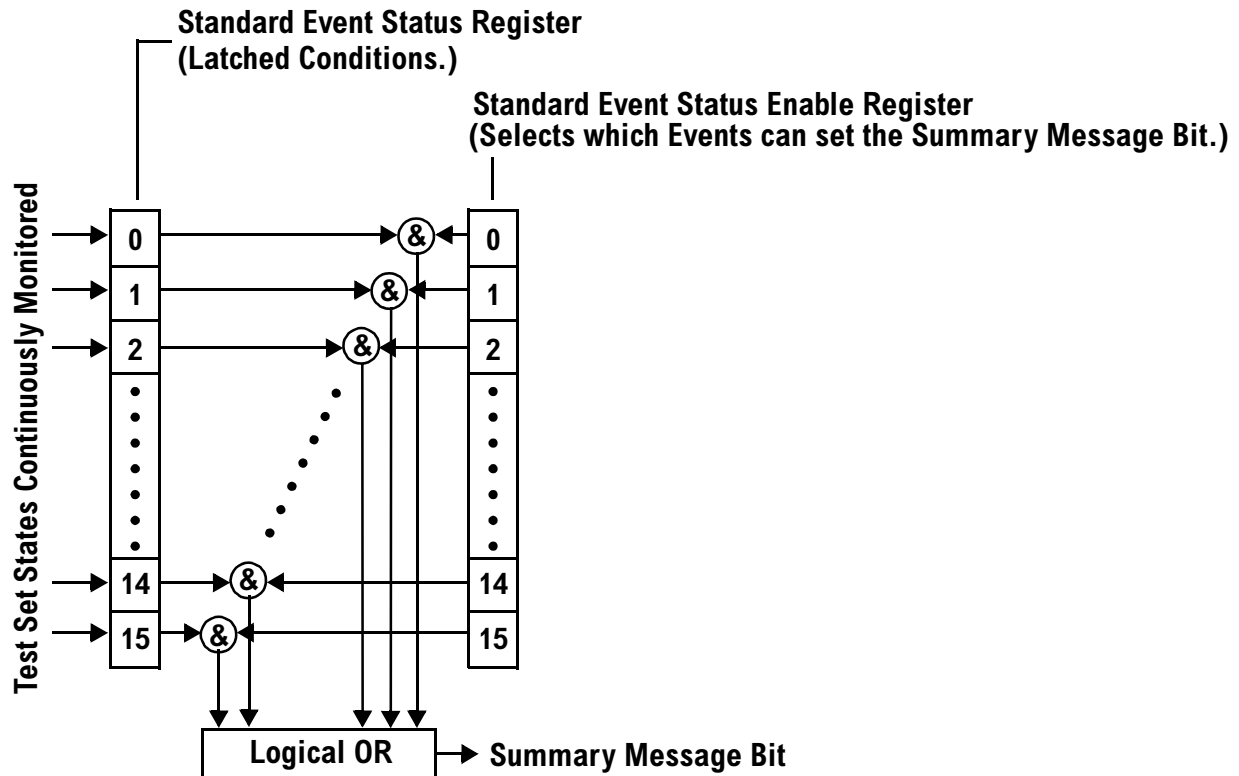 Standard Event Status Register
(Latched Conditions.)
Standard Event Status Enable Register
(Selects which Events can set the Summary Message Bit.)
Test Set States Continuously Monitored
0 & 0
1 & 1
2 & 2
14 & 14
15 & 15
Logical OR
Summary Message Bit